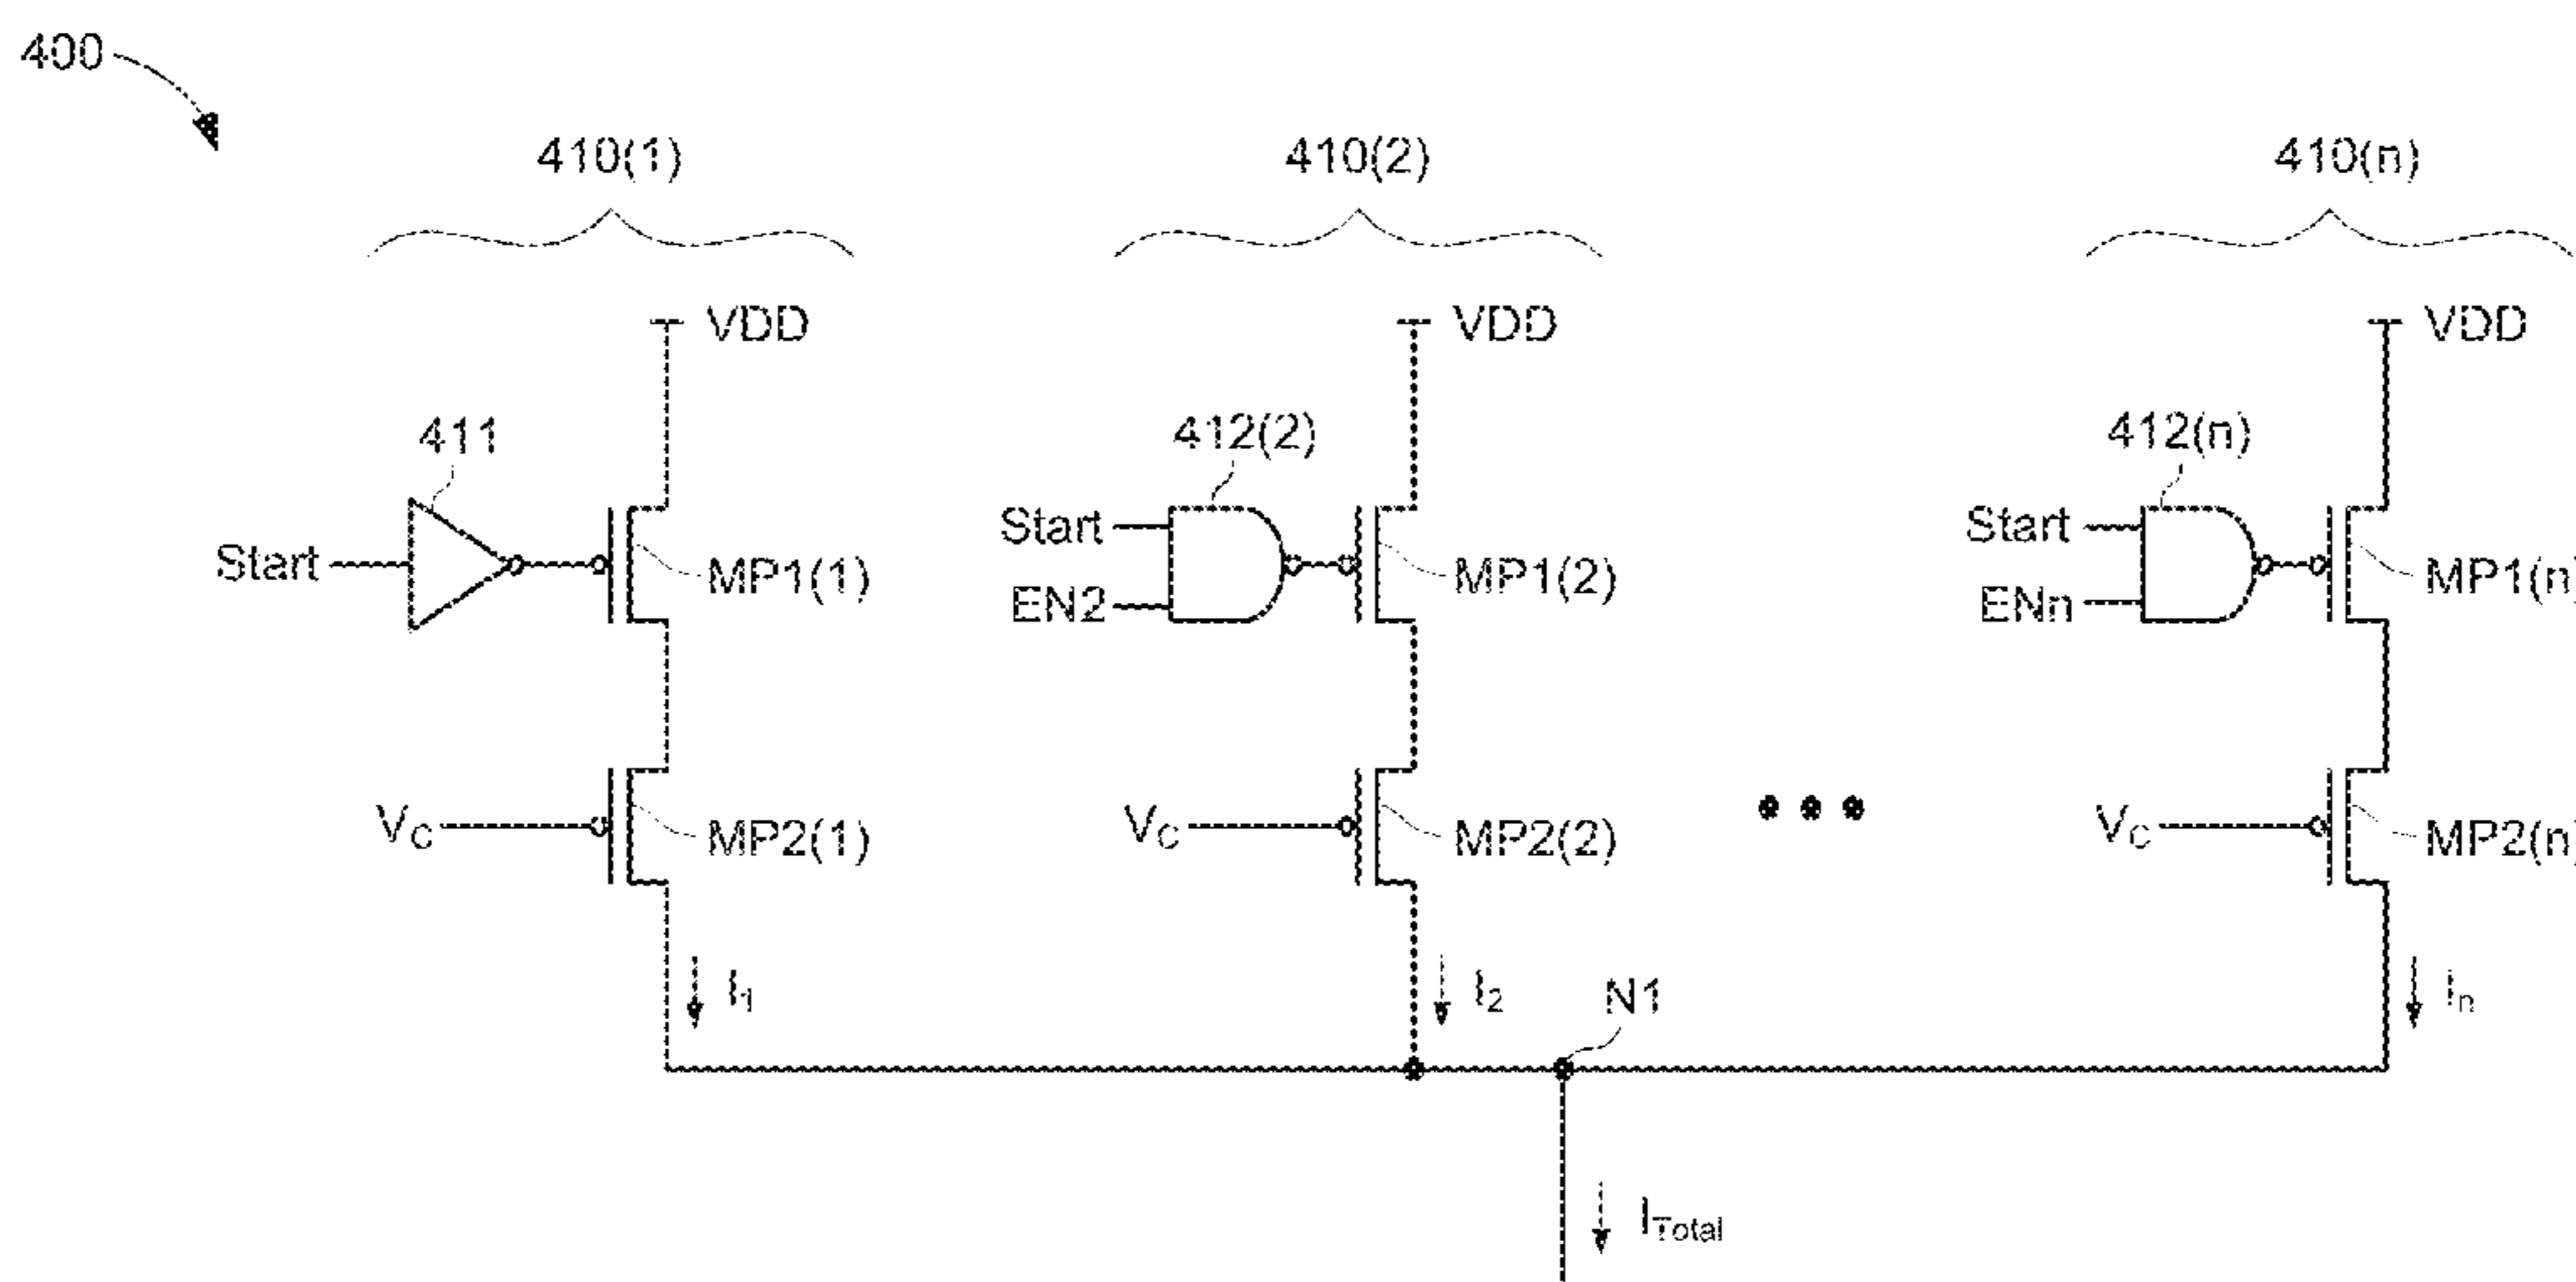 400
410(1) 410(2) 410(n)
VDD VDD VDD
411 412(2) 412(n)
Start Start Start
MP1(1) MP1(2) MP1(n)
EN2 ENn
VC MP2(1) VC MP2(2) VC MP2(n)
I1 I2 N1 In
ITotal